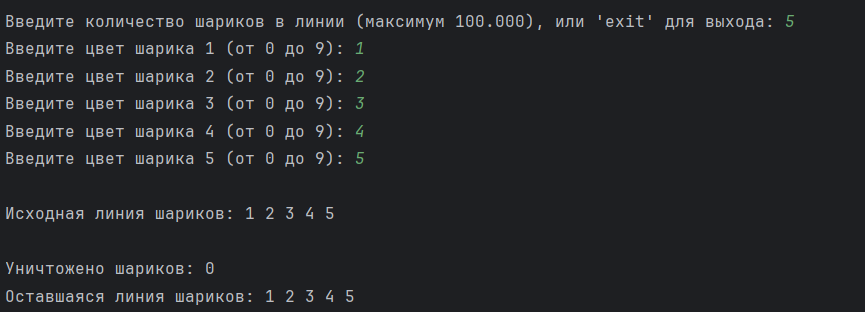 Введите количество шариков в линии (максимум 100.000), или 'exit' для выхода: 5
Введите цвет шарика 1 (от 0 до 9): 1
Введите цвет шарика 2 (от 0 до 9): 2
Введите цвет шарика 3 (от 0 до 9): 3
Введите цвет шарика 4 (от 0 до 9): 4
Введите цвет шарика 5 (от 0 до 9): 5
Исходная линия шариков: 1 2 3 4 5
Уничтожено шариков: 0
Оставшаяся линия шариков: 1 2 3 4 5